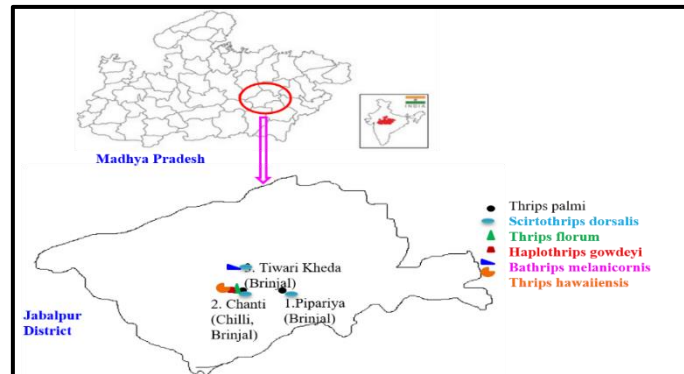 INDIA
Madhya Pradesh
Thrips palmi
Scirtothrips dorsalis
Thrips florum
Haplothrips gowdeyi
Bathrips melanicornis
Thrips hawaiiensis
3. Tiwari Kheda
(Brinjal)
2. Chanti
(Chilli,
Brinjal)
1.Pipariya
(Brinjal)
Jabalpur
District